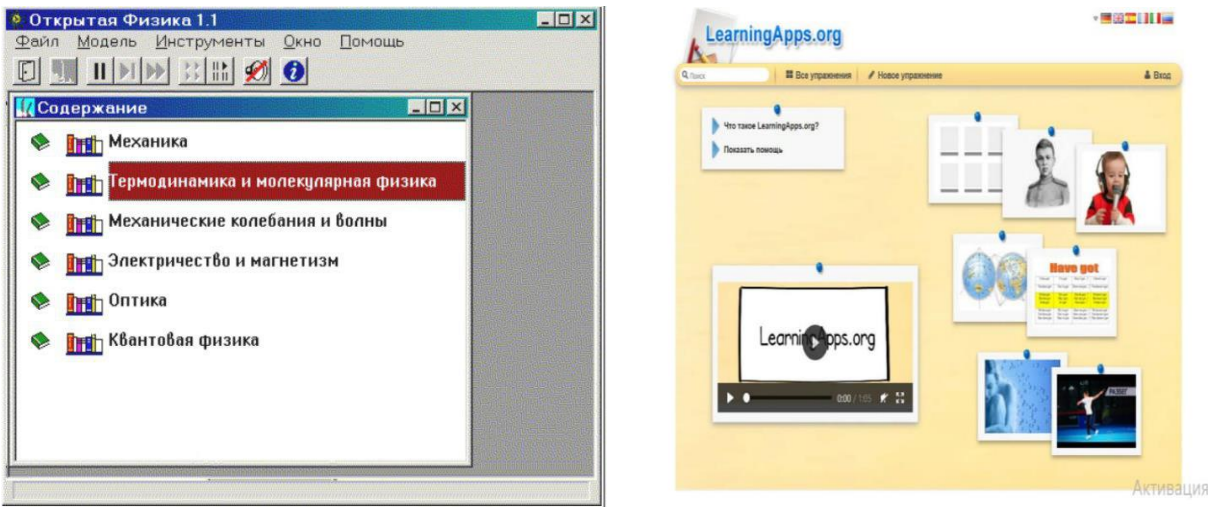 Открытая Физика 1.1
Файл Модель Инструменты Окно Помощь
Содержание
Механика
Термодинамика и молекулярная физика
Механические колебания и волны
Электричество и магнетизм
Оптика
Квантовая физика
LearningApps.org
Поиск
Все упражнения
Новое упражнение
Вход
Что такое LearningApps.org?
Показать помощь
Have got
LearningApps.org
0:00 / 1:05
Активация